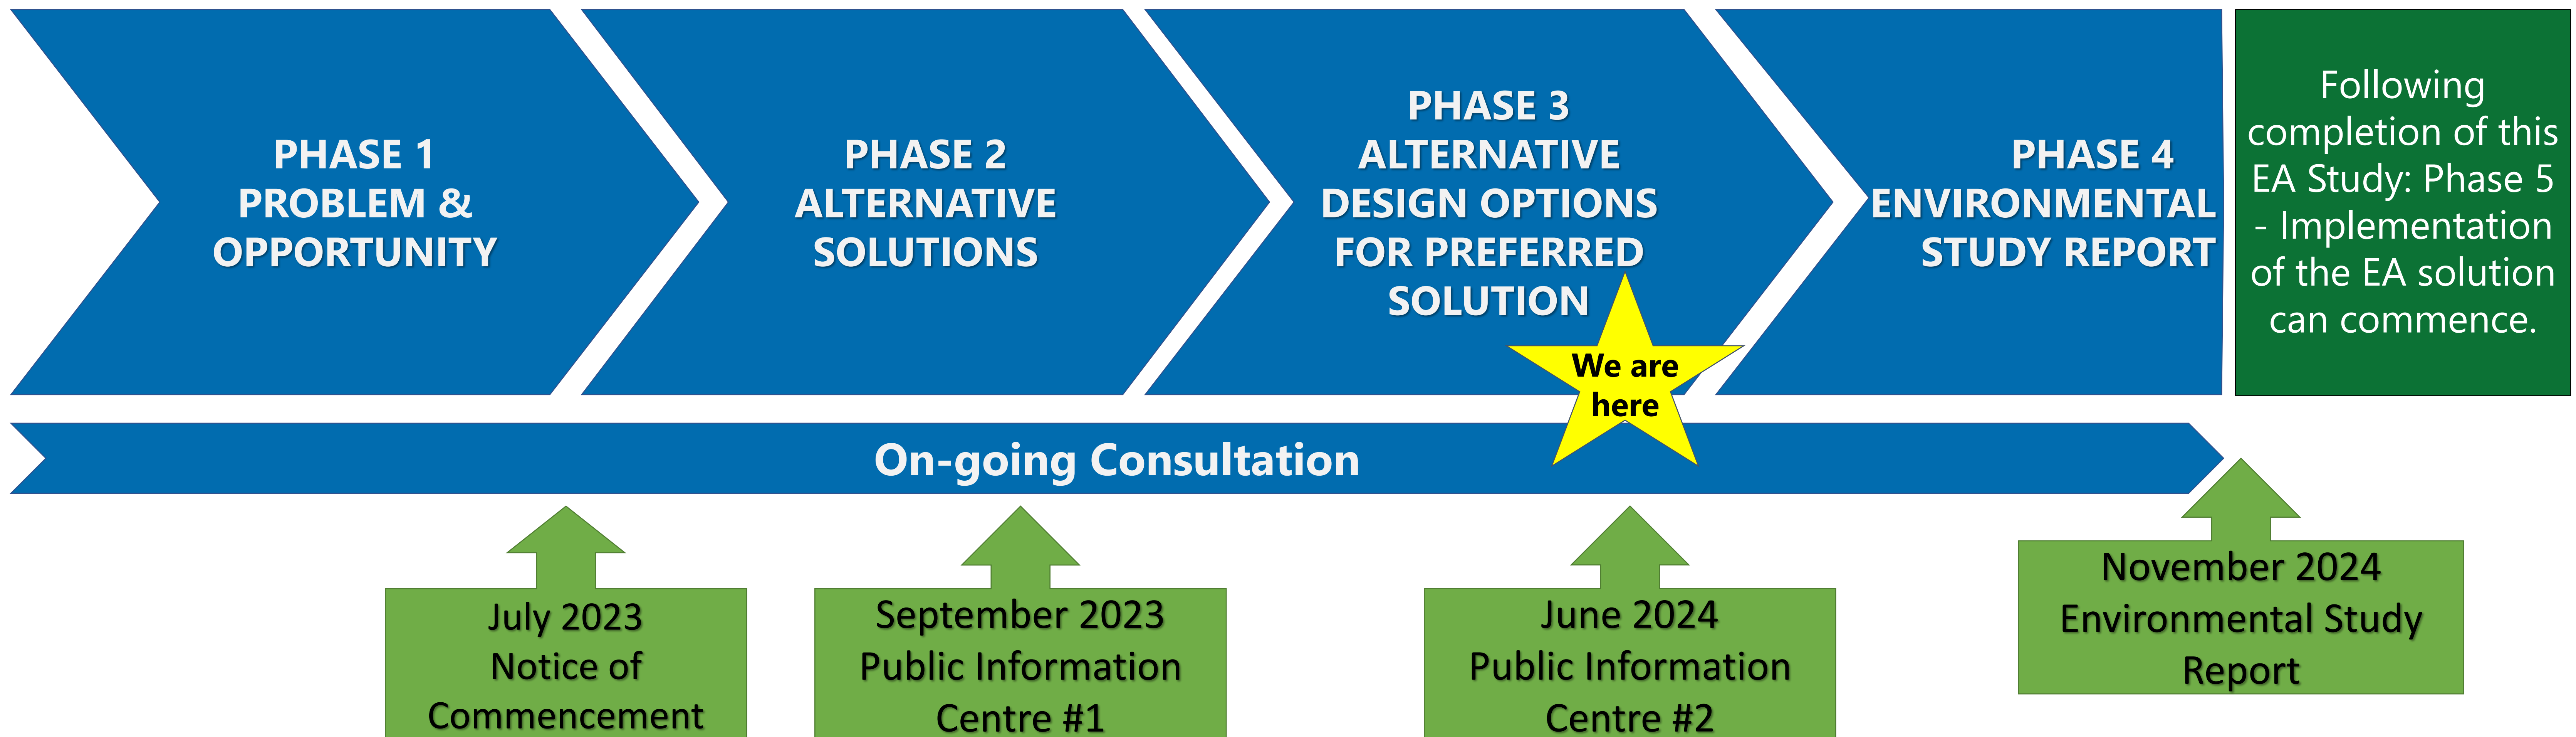 PHASE 1
PROBLEM &
OPPORTUNITY
PHASE 2
ALTERNATIVE
SOLUTIONS
PHASE 3
ALTERNATIVE
DESIGN OPTIONS
FOR PREFERRED
SOLUTION
PHASE 4
ENVIRONMENTAL
STUDY REPORT
Following
completion of this
EA Study: Phase 5
- Implementation
of the EA solution
can commence.
We are
here
On-going Consultation
July 2023
Notice of
Commencement
September 2023
Public Information
Centre #1
June 2024
Public Information
Centre #2
November 2024
Environmental Study
Report